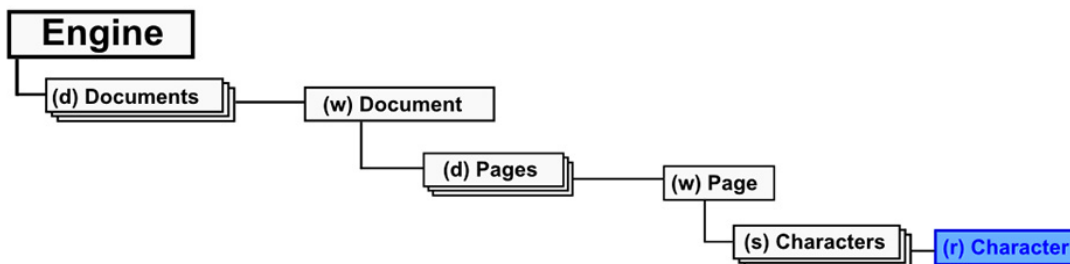 Engine
(d) Documents
(w) Document
(d) Pages
(w) Page
(s) Characters
(r) Character